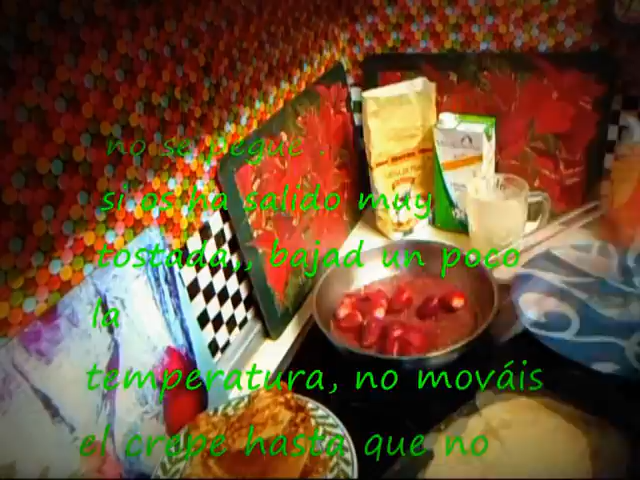 no se pegue .
si os ha salido muy
tostada,, bajad un poco
la
temperatura, no mováis
el crepe hasta que no